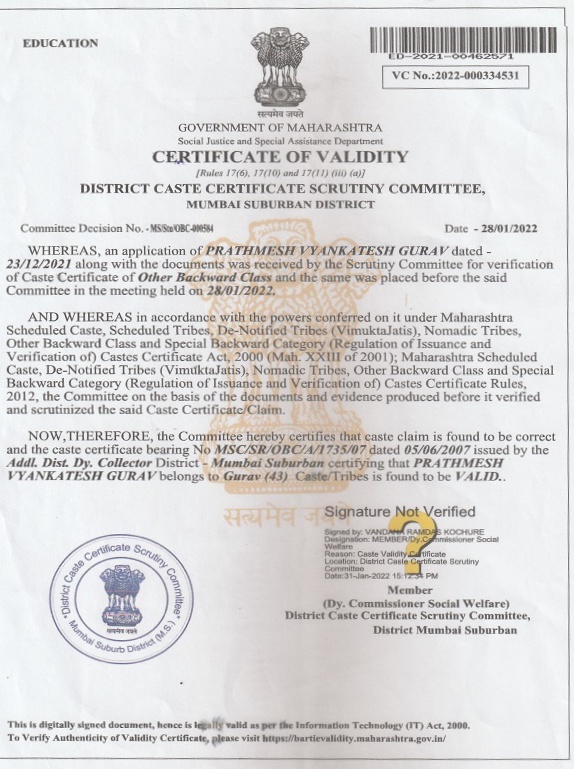 EDUCATION
ED-2021-00462571
VC No.:2022-000334531
सत्यमेव जयते
GOVERNMENT OF MAHARASHTRA
Social Justice and Special Assistance Department
CERTIFICATE OF VALIDITY
[Rules 17(6), 17(10) and 17(11) (iii) (a)]
DISTRICT CASTE CERTIFICATE SCRUTINY COMMITTEE,
MUMBAI SUBURBAN DISTRICT
Committee Decision No. - MS/Stu/OBC-000584
Date - 28/01/2022
WHEREAS, an application of PRATHMESH VYANKATESH GURAV dated -
23/12/2021 along with the documents was received by the Scrutiny Committee for verification
of Caste Certificate of Other Backward Class and the same was placed before the said
Committee in the meeting held on 28/01/2022.
AND WHEREAS in accordance with the powers conferred on it under Maharashtra
Scheduled Caste, Scheduled Tribes, De-Notified Tribes (VimuktaJatis), Nomadic Tribes,
Other Backward Class and Special Backward Category (Regulation of Issuance and
Verification of) Castes Certificate Act, 2000 (Mah. XXIII of 2001); Maharashtra Scheduled
Caste, De-Notified Tribes (VimuktaJatis), Nomadic Tribes, Other Backward Class and Special
Backward Category (Regulation of Issuance and Verification of) Castes Certificate Rules,
2012, the Committee on the basis of the documents and evidence produced before it verified
and scrutinized the said Caste Certificate/Claim.
NOW,THEREFORE, the Committee hereby certifies that caste claim is found to be correct
and the caste certificate bearing No MSC/SR/OBC/A/1735/07 dated 05/06/2007 issued by the
Addl. Dist. Dy. Collector District - Mumbai Suburban certifying that PRATHMESH
VYANKATESH GURAV belongs to Gurav (43) Caste/Tribes is found to be VALID..
सत्यमेव जयते
Signature Not Verified
Signed by: VANDANA RAMDAS KOCHURE
Designation: MEMBER/Dy.Commissioner Social
Welfare
Reason: Caste Validity Certificate
Location: District Caste Certificate Scrutiny
Committee
Date:31-Jan-2022 15:12:34 PM
?
Member
(Dy. Commissioner Social Welfare)
District Caste Certificate Scrutiny Committee,
District Mumbai Suburban
District Caste Certificate Scrutiny Committee
सत्यमेव जयते
Mumbai Suburb District (M.S.)
This is digitally signed document, hence is legally valid as per the Information Technology (IT) Act, 2000.
To Verify Authenticity of Validity Certificate, please visit https://bartievalidity.maharashtra.gov.in/